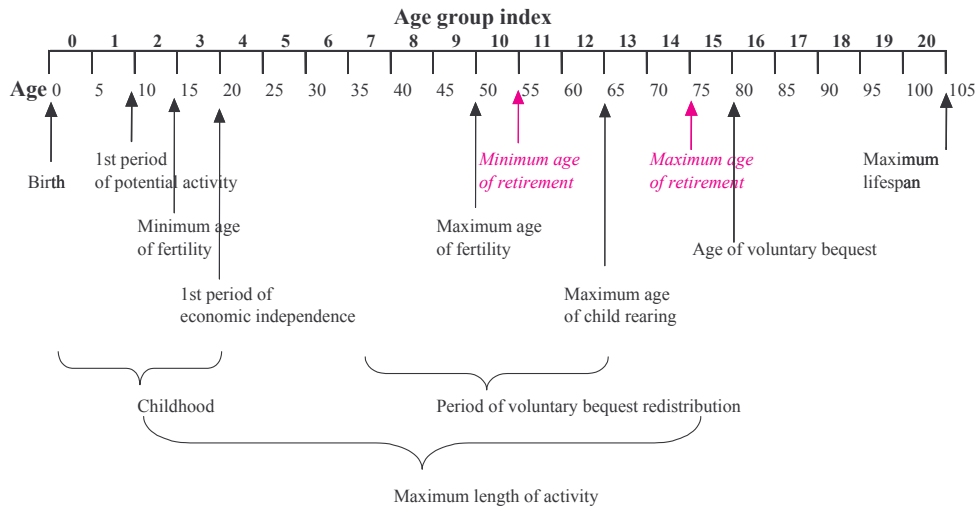 Age group index
0 1 2 3 4 5 6 7 8 9 10 11 12 13 14 15 16 17 18 19 20
Age 0 5 10 15 20 25 30 35 40 45 50 55 60 65 70 75 80 85 90 95 100 105
Birth
1st period
of potential activity
Minimum age
of retirement
Maximum age
of retirement
Maximum
lifespan
Minimum age
of fertility
Maximum age
of fertility
Age of voluntary bequest
1st period of
economic independence
Maximum age
of child rearing
Childhood
Period of voluntary bequest redistribution
Maximum length of activity